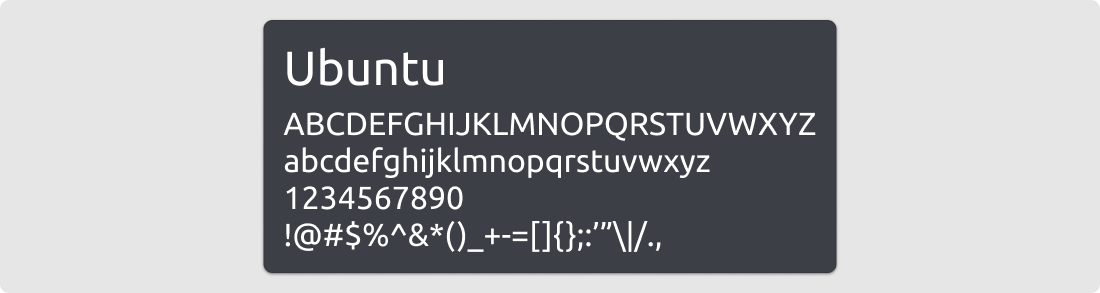 Ubuntu
ABCDEFGHIJKLMNOPQRSTUVWXYZ
abcdefghijklmnopqrstuvwxyz
1234567890
!@#$%^&*()_+-=[]{};:’”\|/.,